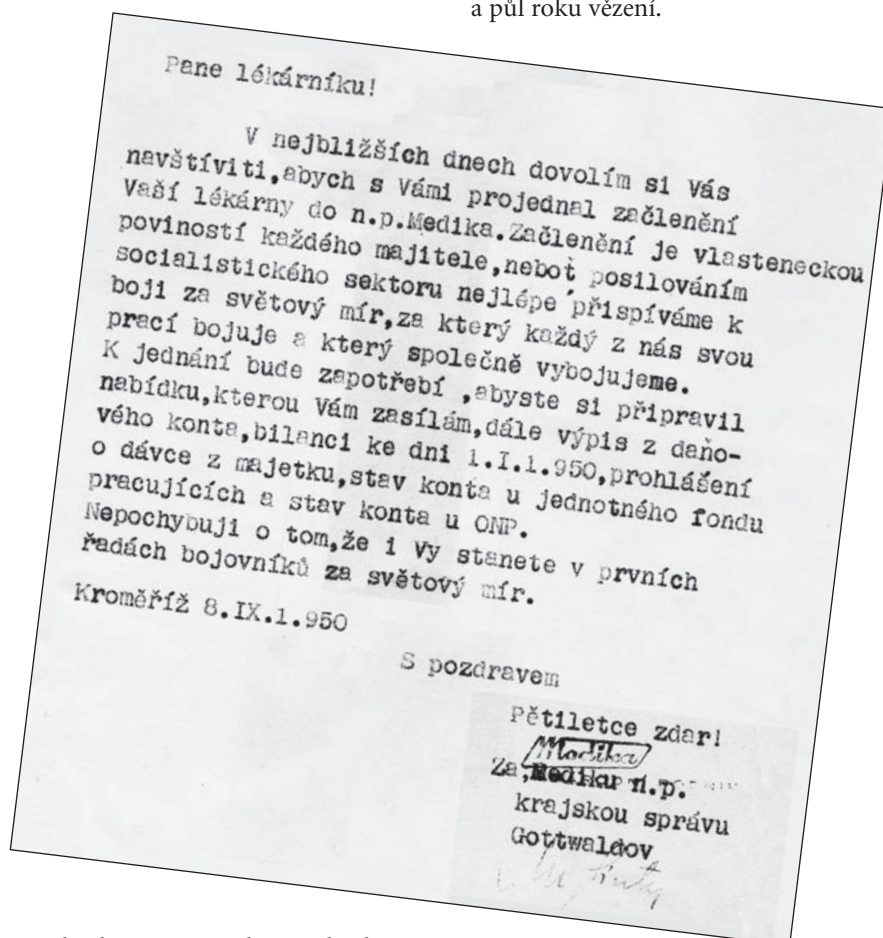 a půl roku vězení.
Pane lékárníku!
V nejbližších dnech dovolím si Vás
navštíviti,abych s Vámi projednal začlenění
Vaší lékárny do n.p.Medika.Začlenění je vlasteneckou
poviností každého majitele,neboť posilováním
socialistického sektoru nejlépe přispíváme k
boji za světový mír,za který každý z nás svou
prací bojuje a který společně vybojujeme.
K jednání bude zapotřebí ,abyste si připravil
nabídku,kterou Vám zasílám,dále výpis z daňo-
vého konta,bilanci ke dni 1.I.1.950,prohlášení
o dávce z majetku,stav konta u jednotného fondu
pracujících a stav konta u ONP.
Nepochybuji o tom,že i Vy stanete v prvních
řadách bojovníků za světový mír.
Kroměříž 8.IX.1.950
S pozdravem
Pětiletce zdar!
Medika
Za,Mediku n.p.
krajskou správu
Gottwaldov